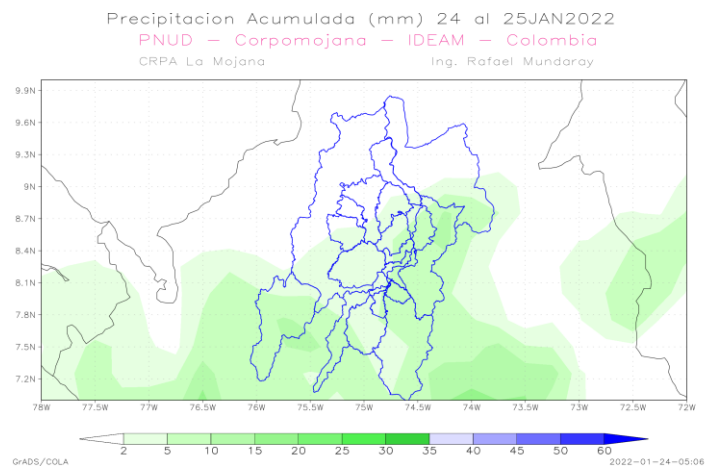 Precipitacion Acumulada (mm) 24 al 25JAN2022
PNUD – Corpomojana – IDEAM – Colombia
CRPA La Mojana Ing. Rafael Mundaray
9.9N
9.6N
9.3N
9N
8.7N
8.4N
8.1N
7.8N
7.5N
7.2N
78W 77.5W 77W 76.5W 76W 75.5W 75W 74.5W 74W 73.5W 73W 72.5W 72W
2 5 10 15 20 25 30 35 40 45 50 60
GrADS/COLA 2022-01-24-05:06